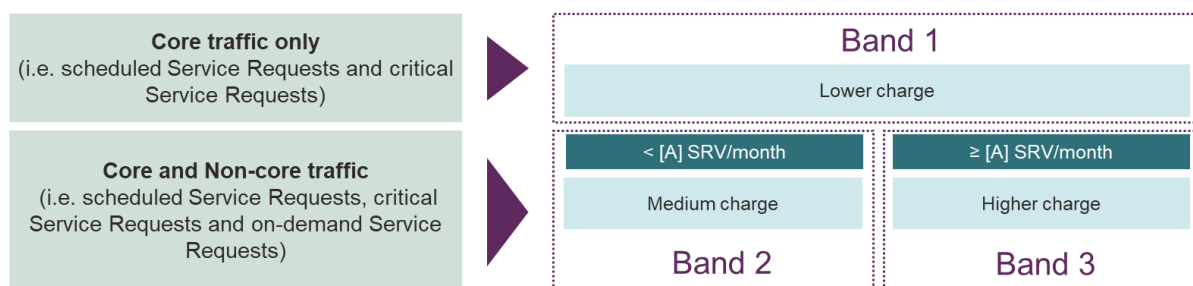 Core traffic only
(i.e. scheduled Service Requests and critical
Service Requests)
Band 1
Lower charge
Core and Non-core traffic
(i.e. scheduled Service Requests, critical
Service Requests and on-demand Service
Requests)
< [A] SRV/month
Medium charge
Band 2
≥ [A] SRV/month
Higher charge
Band 3